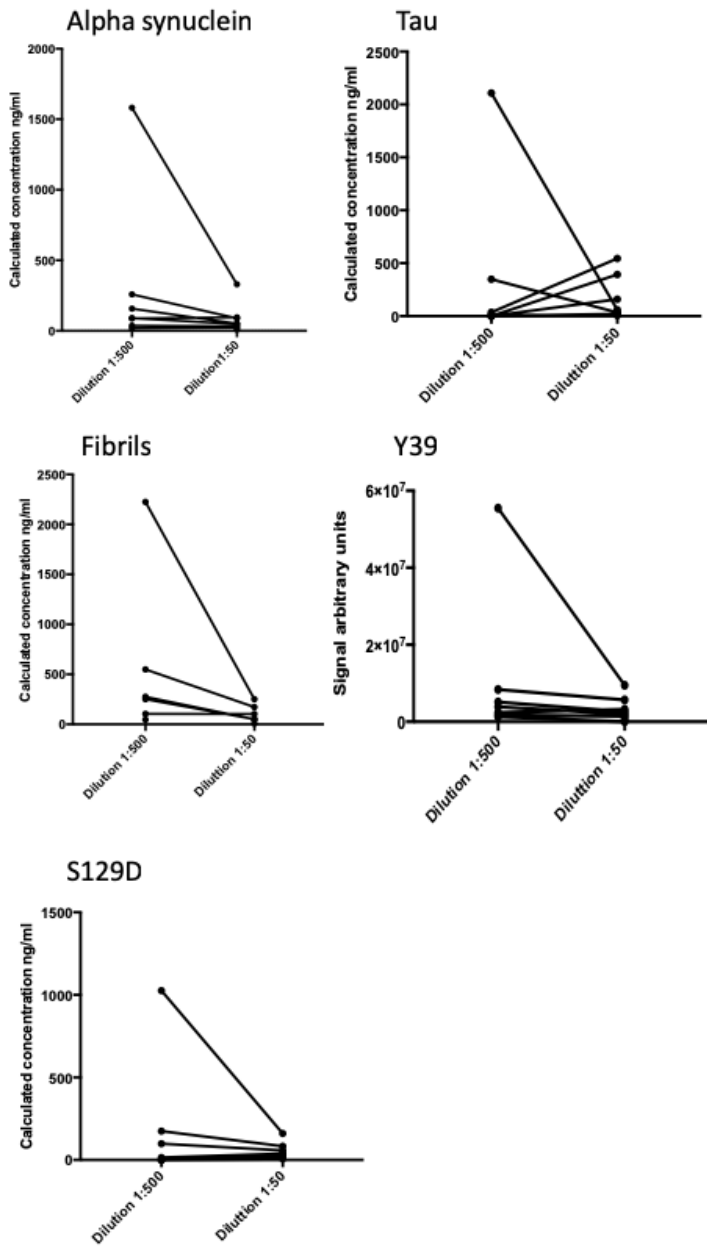 Alpha synuclein
Calculated concentration ng/ml
2000
1500
1000
500
0
Dilution 1:500
Dilution1:50
Tau
Calculated concentration ng/ml
2500
2000
1500
1000
500
0
Dilution 1:500
Diluttion 1:50
Fibrils
Calculated concentration ng/ml
2500
2000
1500
1000
500
0
Dilution 1:500
Diluttion 1:50
Y39
Signal arbitrary units
6×10⁷
4×10⁷
2×10⁷
0
Dilution 1:500
Diluttion 1:50
S129D
Calculated concentration ng/ml
1500
1000
500
0
Dilution 1:500
Diluttion 1:50